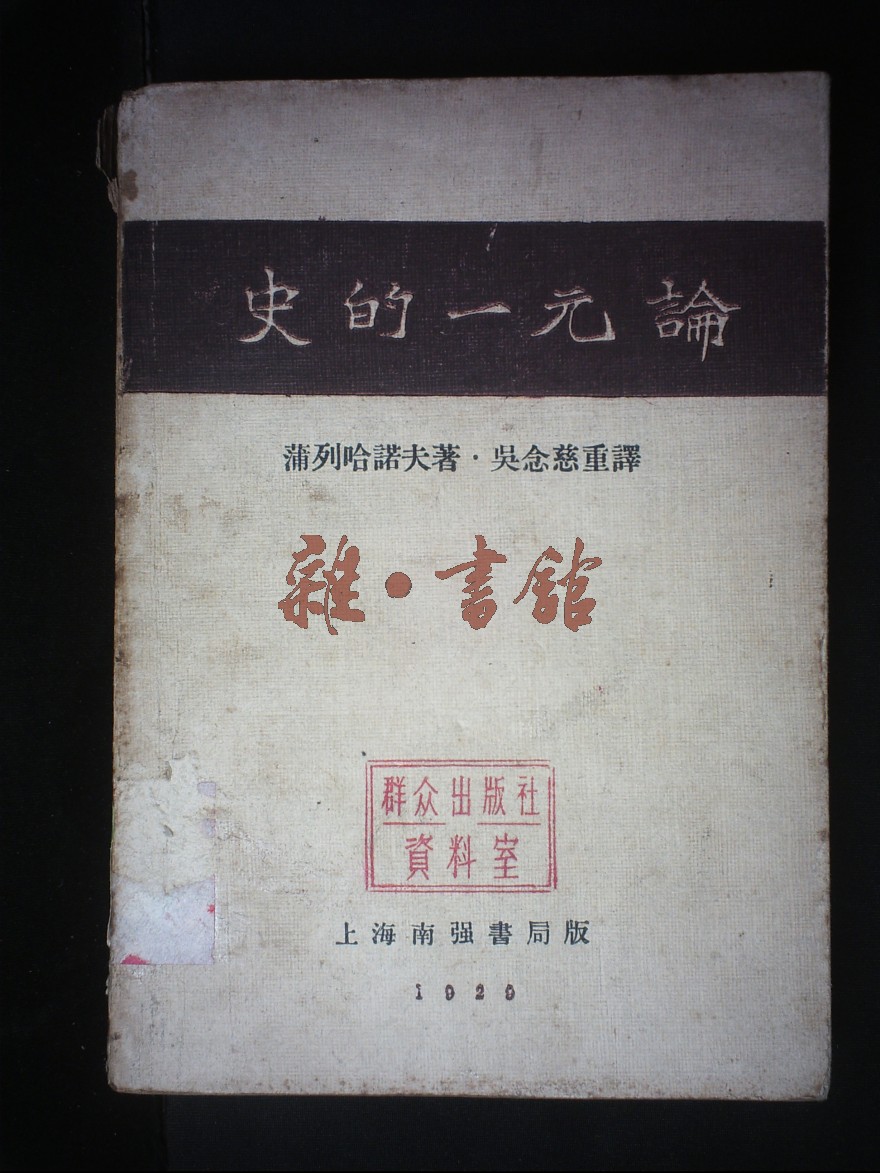 史的一元論
蒲列哈諾夫著·吳念慈重譯
雜·書館
群众出版社
資料室
上海南强書局版
1929